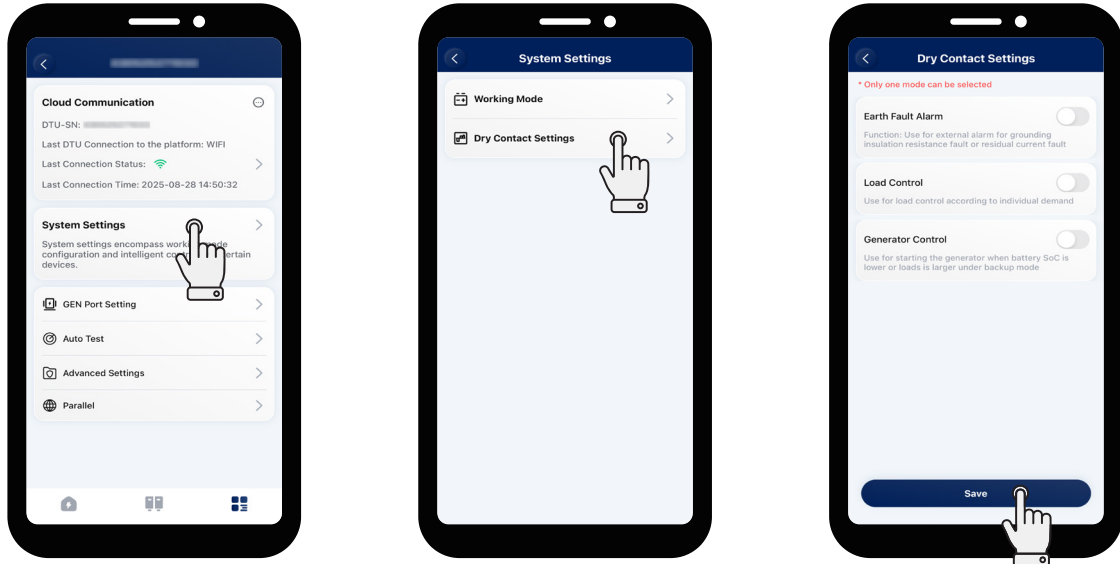 Cloud Communication
DTU-SN:
Last DTU Connection to the platform: WIFI
Last Connection Status:
Last Connection Time: 2025-08-28 14:50:32
System Settings
System settings encompass
configuration and intelligent
devices.
GEN Port Setting
Auto Test
Advanced Settings
Parallel
System Settings
Working Mode
Dry Contact Settings
Dry Contact Settings
* Only one mode can be selected
Earth Fault Alarm
Function: Use for external alarm for grounding
insulation resistance fault or residual current fault
Load Control
Use for load control according to individual demand
Generator Control
Use for starting the generator when battery SoC is
lower or loads is larger under backup mode
Save